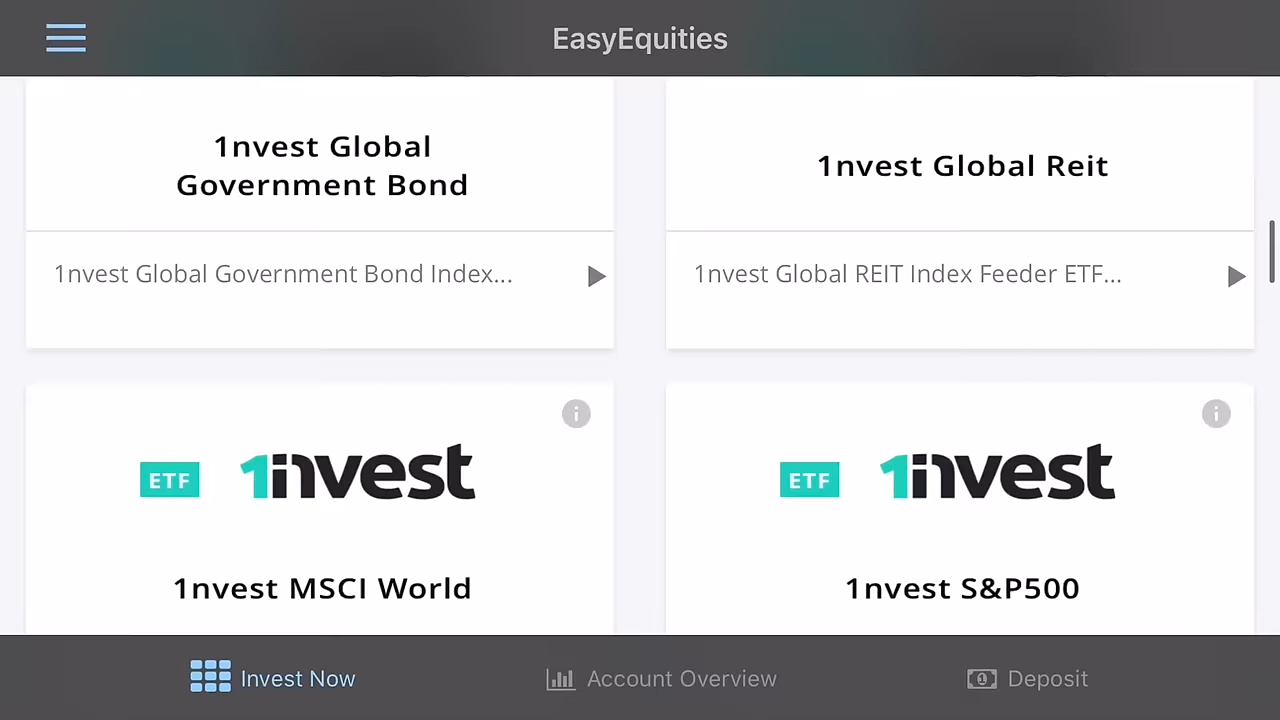 EasyEquities
1nvest Global
Government Bond
1nvest Global Reit
1nvest Global Government Bond Index...
1nvest Global REIT Index Feeder ETF...
ETF 1nvest
ETF 1nvest
1nvest MSCI World
1nvest S&P500
Invest Now
Account Overview
Deposit